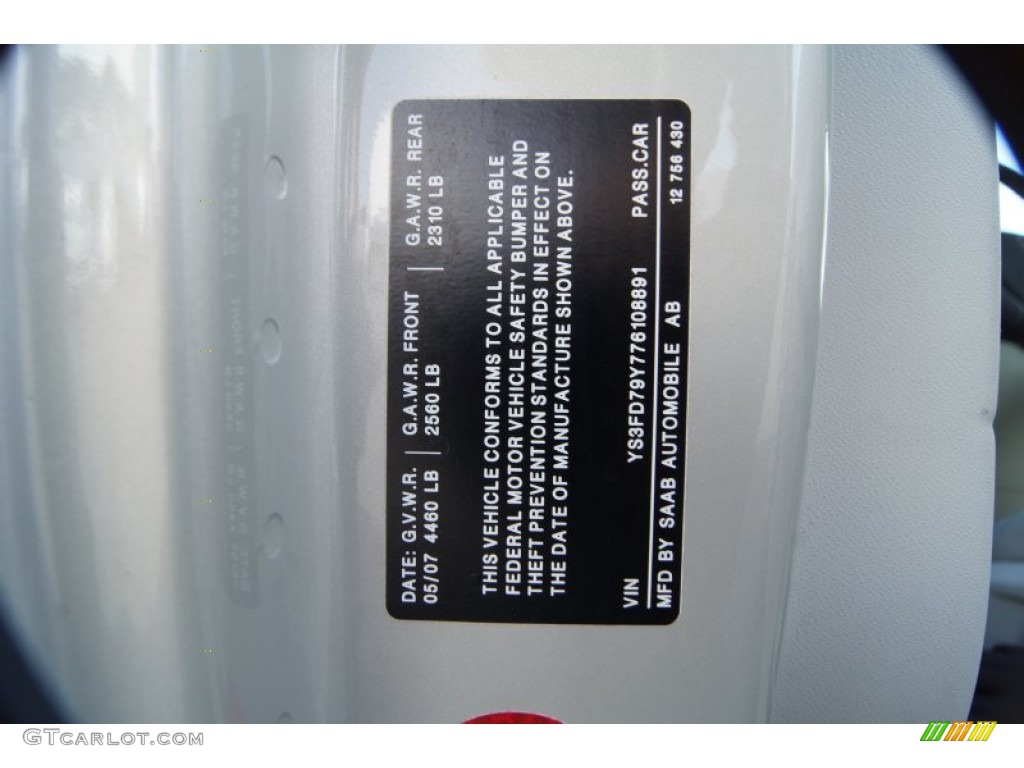 DATE: G.V.W.R. | G.A.W.R. FRONT | G.A.W.R. REAR
05/07 4460 LB | 2560 LB | 2310 LB
THIS VEHICLE CONFORMS TO ALL APPLICABLE
FEDERAL MOTOR VEHICLE SAFETY BUMPER AND
THEFT PREVENTION STANDARDS IN EFFECT ON
THE DATE OF MANUFACTURE SHOWN ABOVE.
VIN YS3FD79Y776108891 PASS.CAR
MFD BY SAAB AUTOMOBILE AB 12 756 430
GTCARLOT.COM